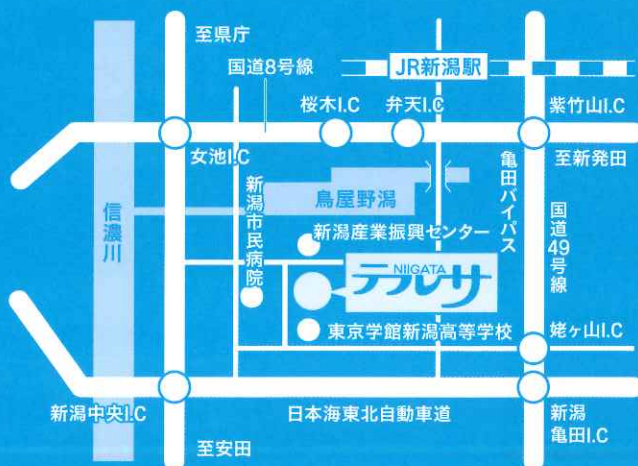 至県庁
国道8号線
JR新潟駅
桜木I.C
弁天I.C
紫竹山I.C
女池I.C
至新発田
新潟市民病院
鳥屋野潟
亀田バイパス
信濃川
国道49号線
新潟産業振興センター
NIIGATA
テルサ
東京学館新潟高等学校
姥ヶ山I.C
新潟中央I.C
日本海東北自動車道
新潟
亀田I.C
至安田